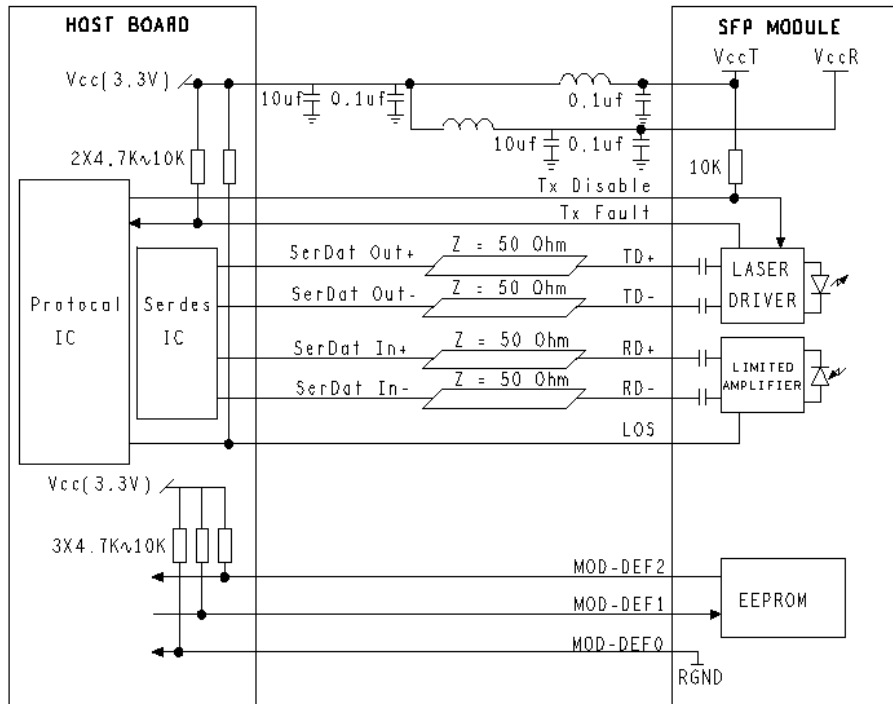 HOST BOARD
SFP MODULE
VccT
VccR
Vcc(3.3V)
10uf
0.1uf
0.1uf
10uf
0.1uf
2X4.7K~10K
10K
Tx Disable
Tx Fault
SerDat Out+
Z = 50 Ohm
TD+
SerDat Out-
Z = 50 Ohm
TD-
LASER
DRIVER
Protocal
IC
Serdes
IC
SerDat In+
Z = 50 Ohm
RD+
SerDat In-
Z = 50 Ohm
RD-
LIMITED
AMPLIFIER
LOS
Vcc(3.3V)
3X4.7K~10K
MOD-DEF2
MOD-DEF1
MOD-DEF0
EEPROM
RGND